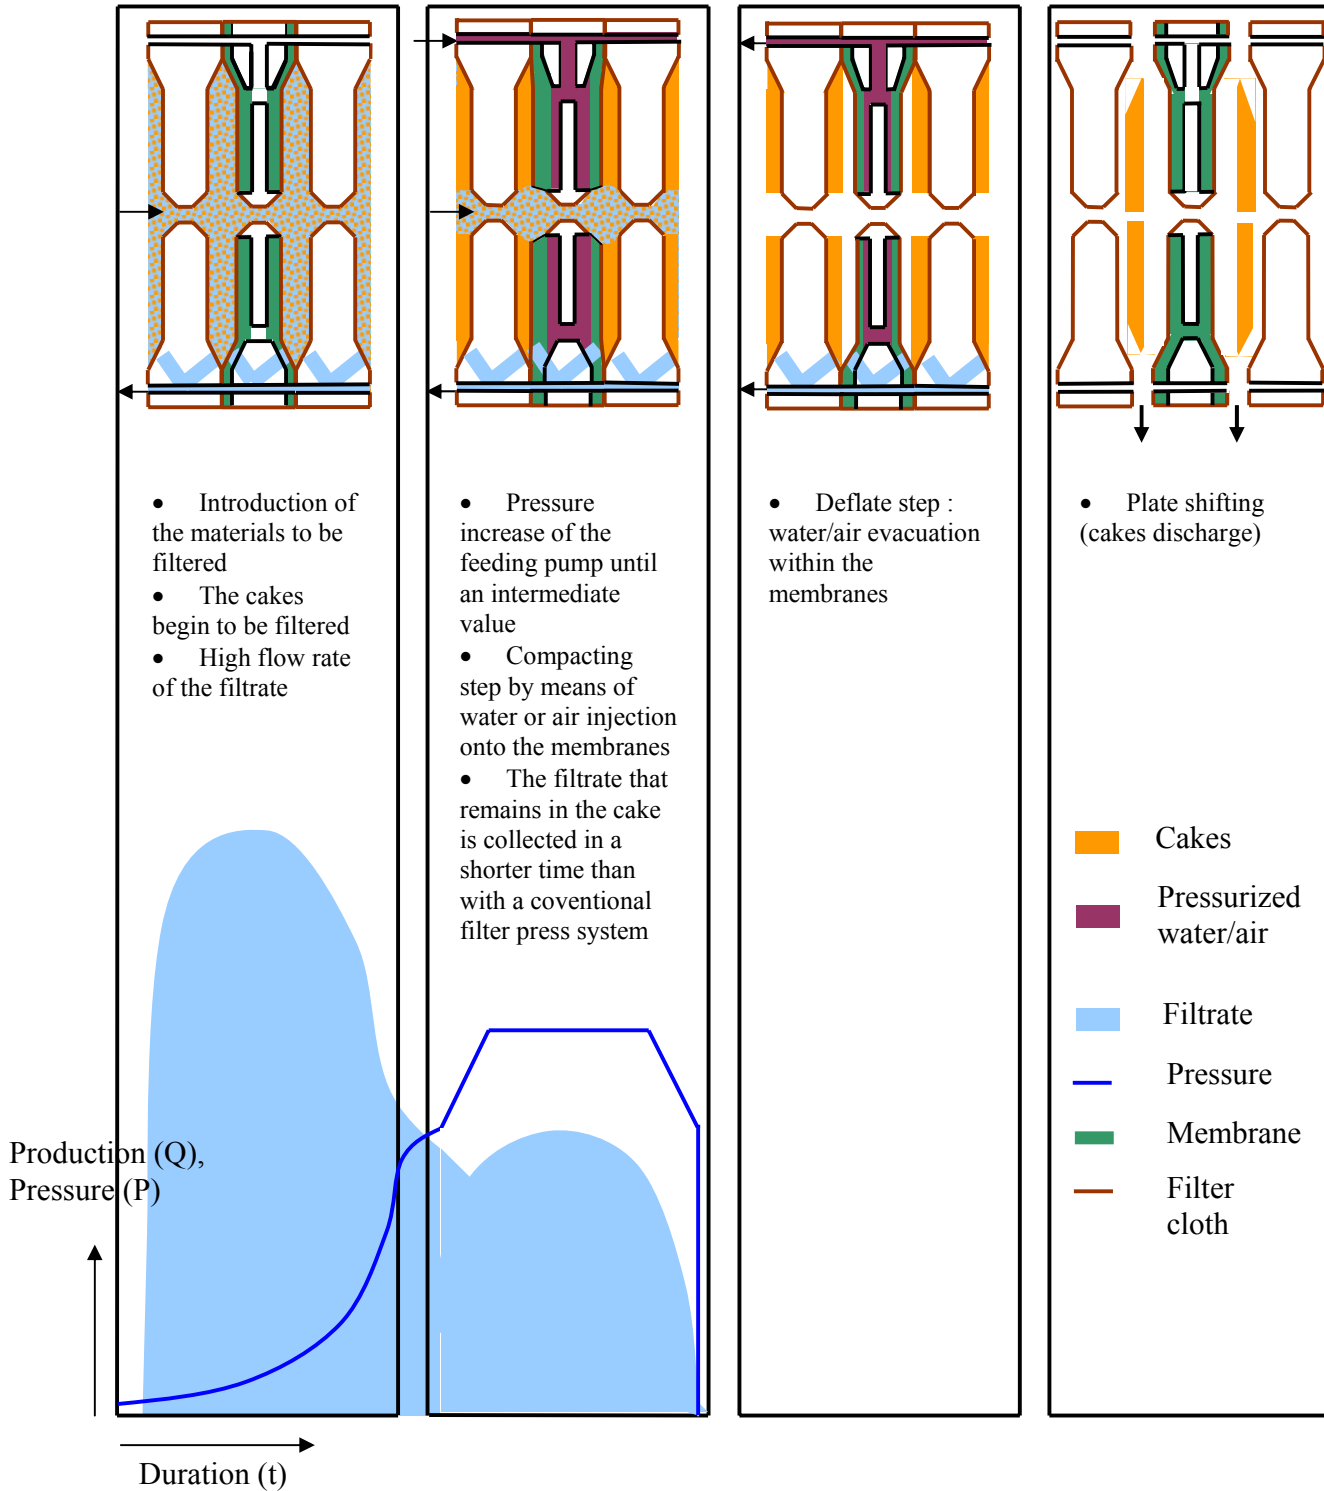 • Introduction of
the materials to be
filtered
• The cakes
begin to be filtered
• High flow rate
of the filtrate
• Pressure
increase of the
feeding pump until
an intermediate
value
• Compacting
step by means of
water or air injection
onto the membranes
• The filtrate that
remains in the cake
is collected in a
shorter time than
with a coventional
filter press system
• Deflate step :
water/air evacuation
within the
membranes
• Plate shifting
(cakes discharge)
Cakes
Pressurized
water/air
Filtrate
Pressure
Membrane
Filter
cloth
Production (Q),
Pressure (P)
Duration (t)